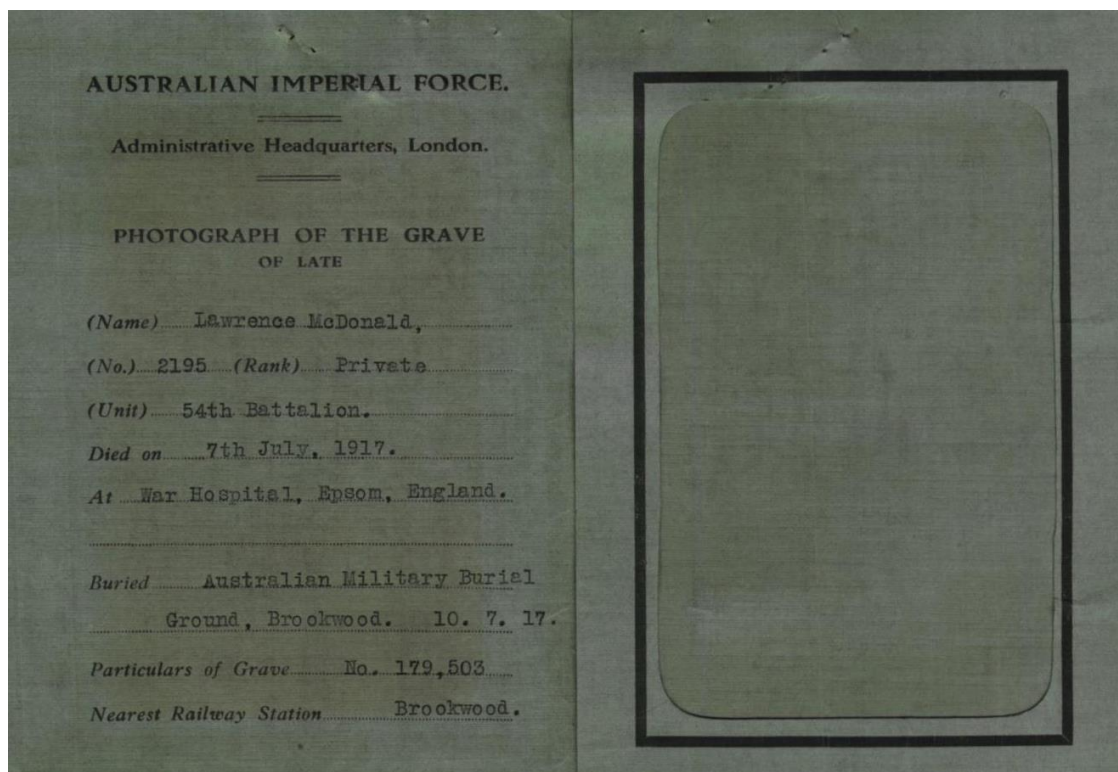 AUSTRALIAN IMPERIAL FORCE.
Administrative Headquarters, London.
PHOTOGRAPH OF THE GRAVE
OF LATE
(Name) Lawrence McDonald,
(No.) 2195 (Rank) Private
(Unit) 54th Battalion.
Died on 7th July, 1917.
At War Hospital, Epsom, England.
Buried Australian Military Burial
Ground, Brookwood. 10. 7. 17.
Particulars of Grave No. 179,503
Nearest Railway Station Brookwood.